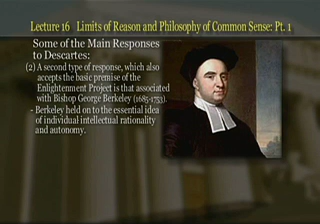 Lecture 16 Limits of Reason and Philosophy of Common Sense: Pt. 1
Some of the Main Responses
to Descartes:
(2) A second type of response, which also
accepts the basic premise of the
Enlightenment Project is that associated
with Bishop George Berkeley (1685-1753).
- Berkeley held on to the essential idea
of individual intellectual rationality
and autonomy.